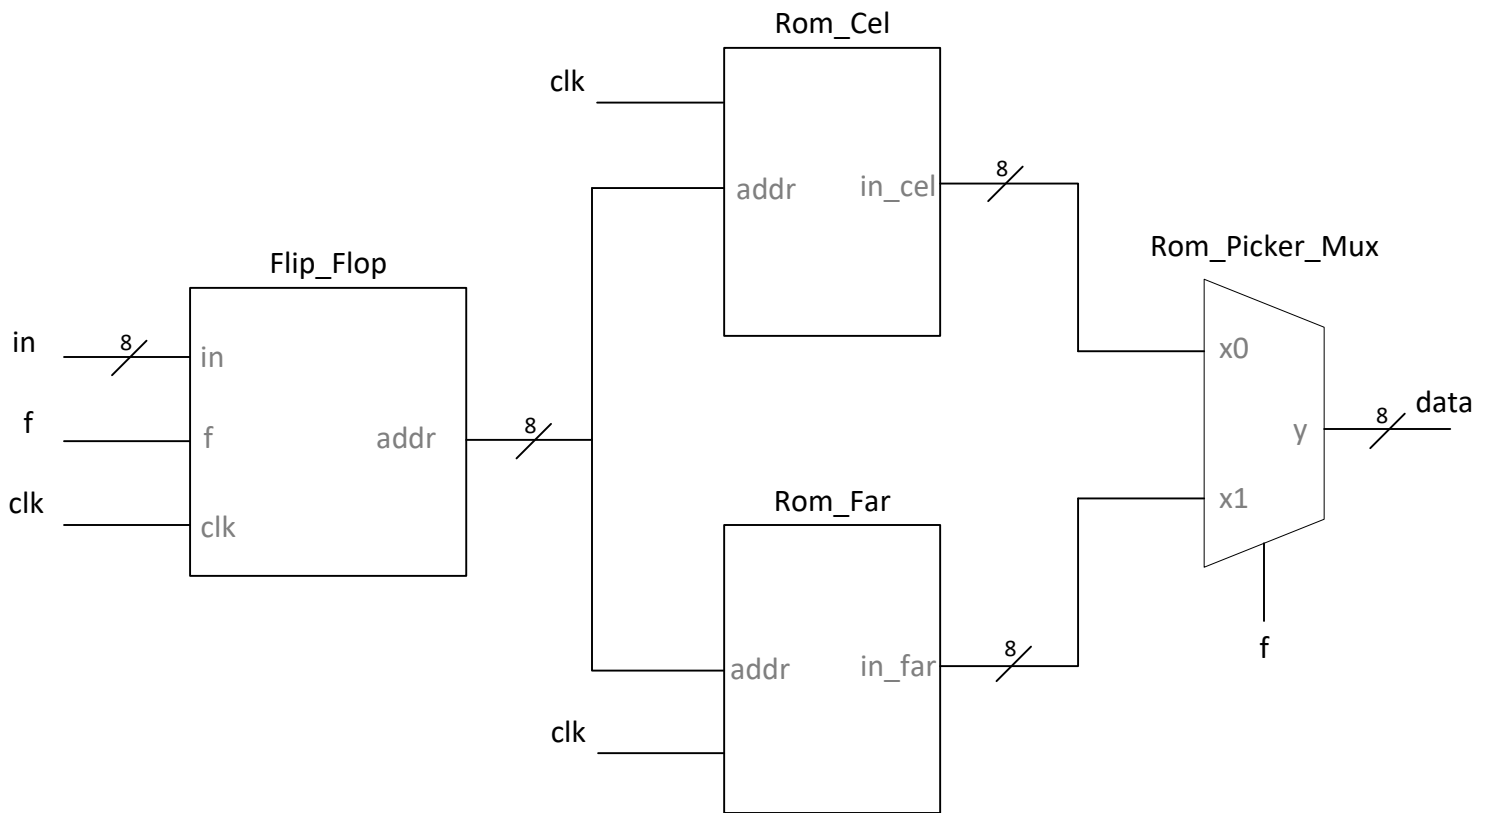 Rom_Cel
clk
8
addr
in_cel
Rom_Picker_Mux
Flip_Flop
in
8
in
x0
f
f
addr
8
8
data
y
clk
clk
Rom_Far
x1
addr
in_far
8
f
clk